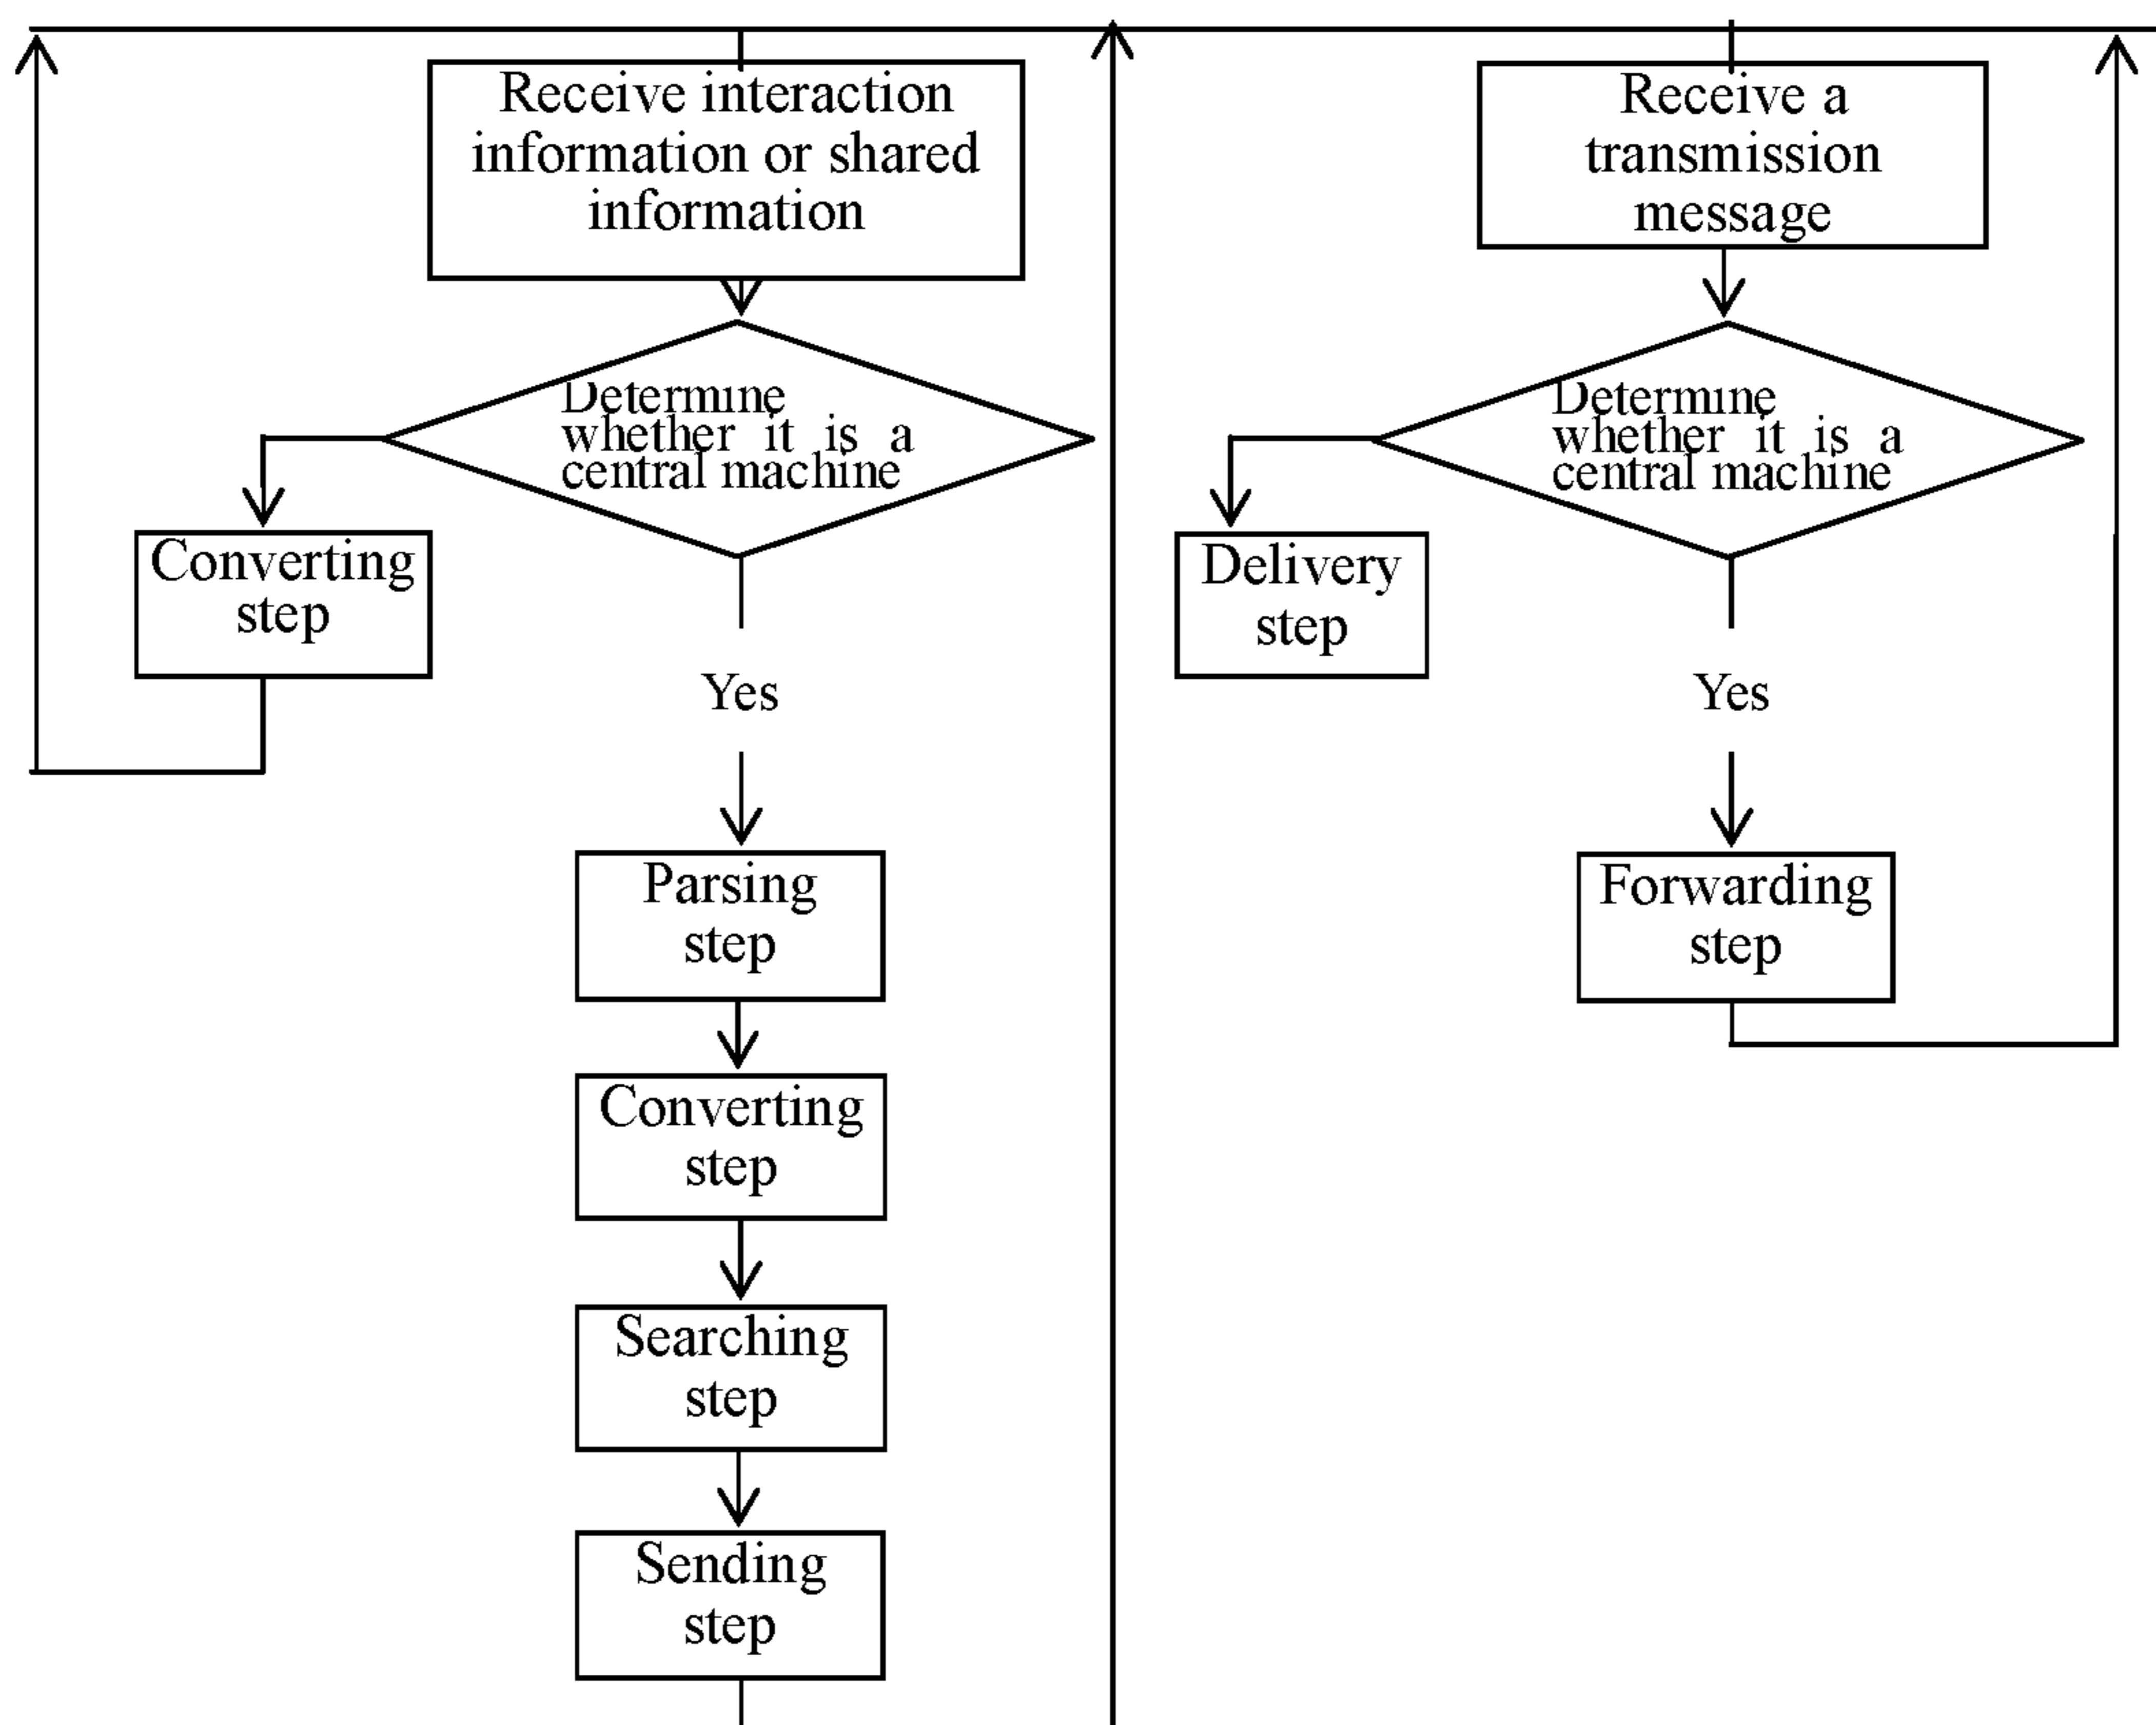 Receive interaction
information or shared
information
Determine
whether it is a
central machine
Converting
step
Yes
Parsing
step
Converting
step
Searching
step
Sending
step
Receive a
transmission
message
Determine
whether it is a
central machine
Delivery
step
Yes
Forwarding
step